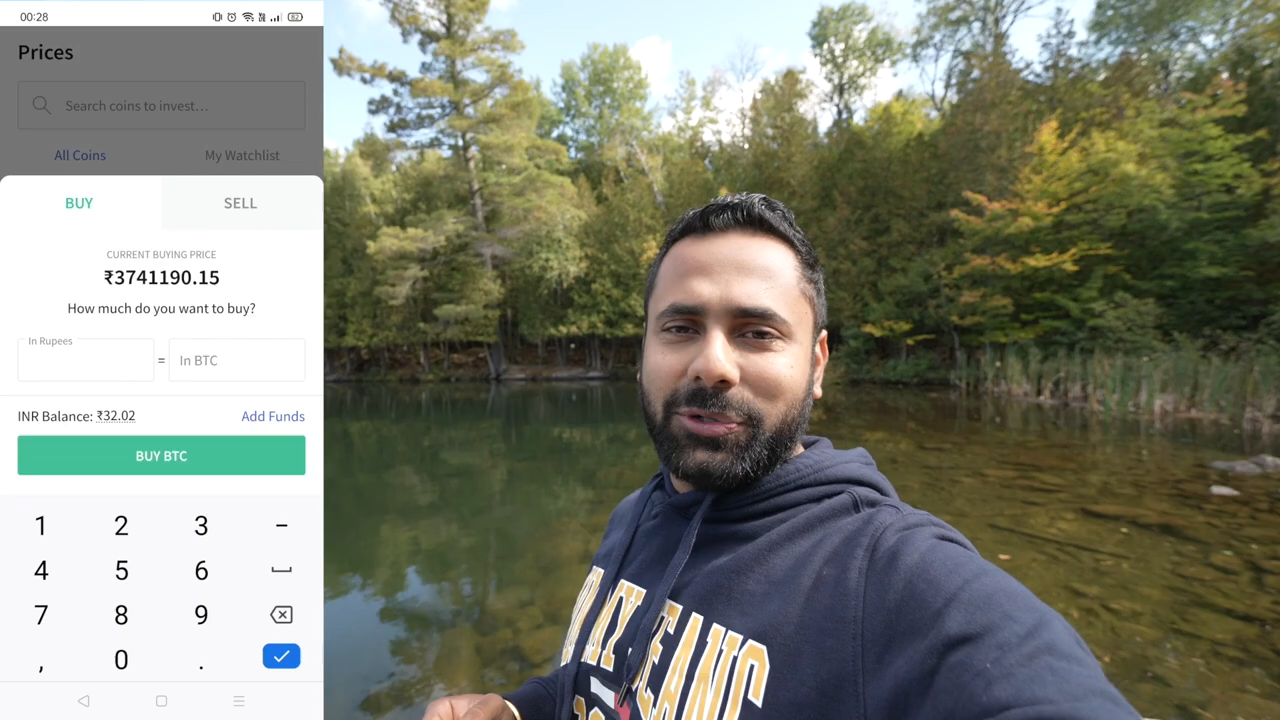 00:28
82
Prices
Search coins to invest...
All Coins
My Watchlist
BUY
SELL
CURRENT BUYING PRICE
₹3741190.15
How much do you want to buy?
In Rupees
=
In BTC
INR Balance: ₹32.02
Add Funds
BUY BTC
1 2 3 –
4 5 6
7 8 9
, 0 .
JEANS